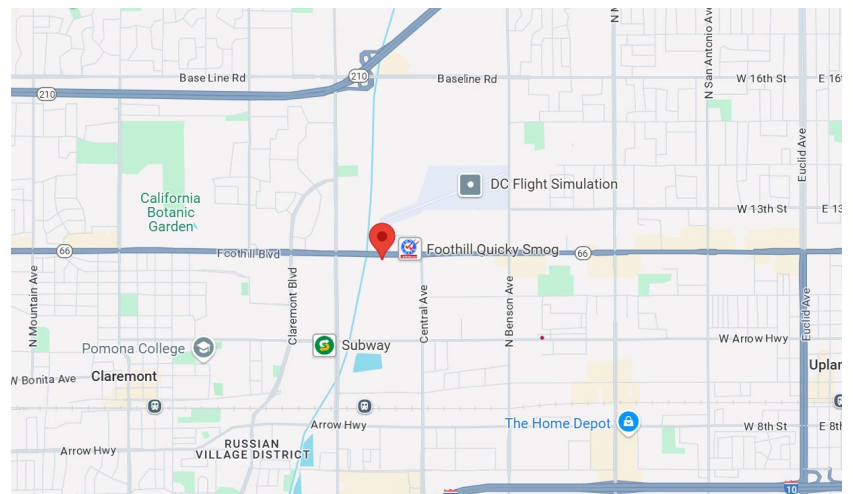 N M
N San Antonio Ave
Base Line Rd
210
Baseline Rd
W 16th St
E 16t
210
Euclid Ave
DC Flight Simulation
California
Botanic
Garden
W 13th St
E 13
66
Foothill Blvd
Foothill Quicky Smog
66
N Mountain Ave
Claremont Blvd
Central Ave
N Benson Ave
Euclid Ave
Pomona College
Subway
W Arrow Hwy
W Bonita Ave
Claremont
Uplan
The Home Depot
Arrow Hwy
W 8th St
E 8th
Arrow Hwy
RUSSIAN
VILLAGE DISTRICT
10